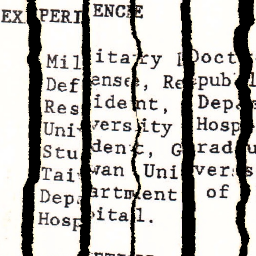 EXPERIENCE
Military Doct
Defense, Republ
Resident, Depa
University Hosp
Student, Gradu
Taiwan Univers
Department of
Hospital.